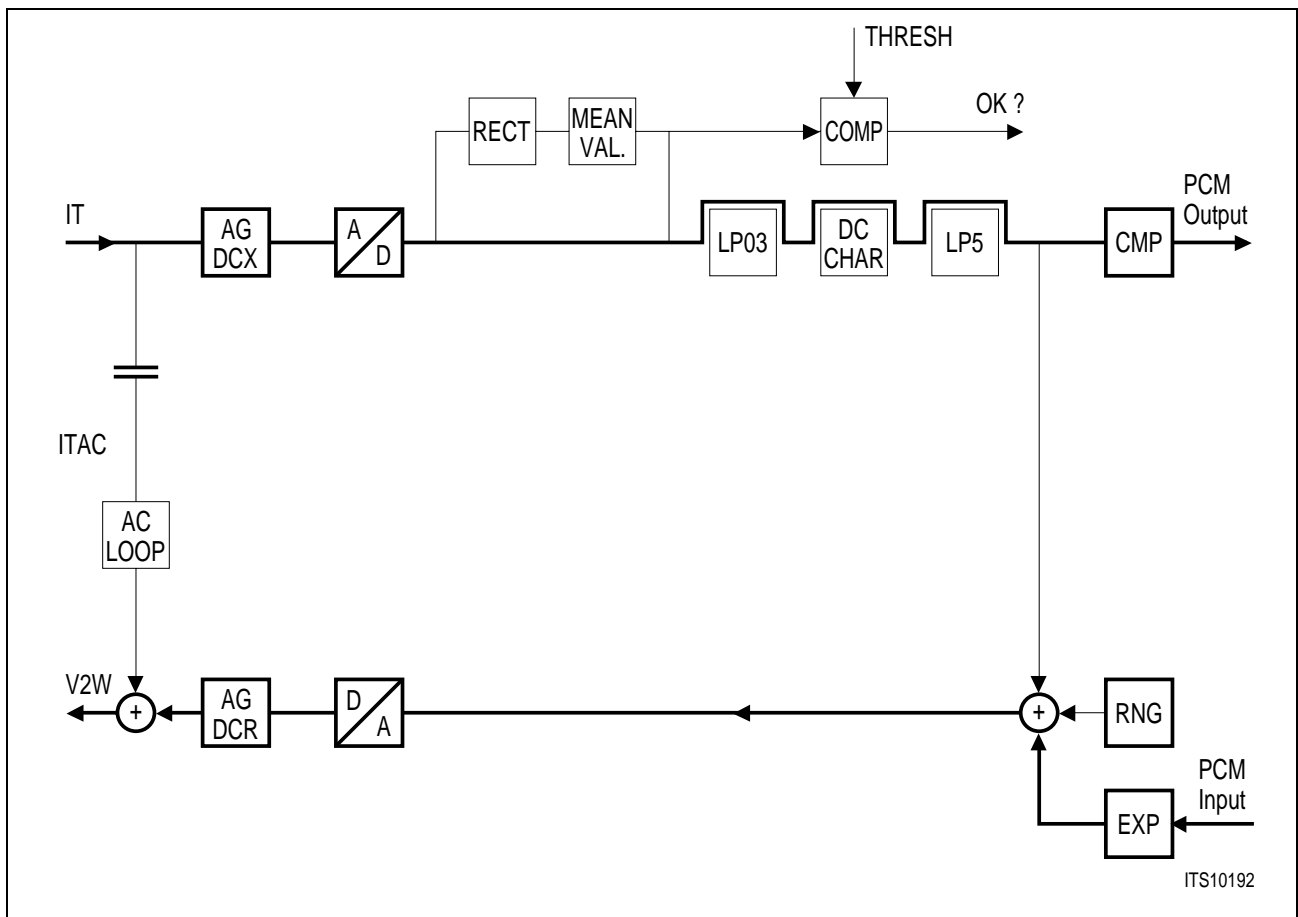 THRESH
OK ?
RECT
MEAN
VAL.
COMP
IT
AG
DCX
A
D
LP03
DC
CHAR
LP5
CMP
PCM
Output
ITAC
AC
LOOP
V2W
+
AG
DCR
D
A
+
RNG
PCM
Input
EXP
ITS10192